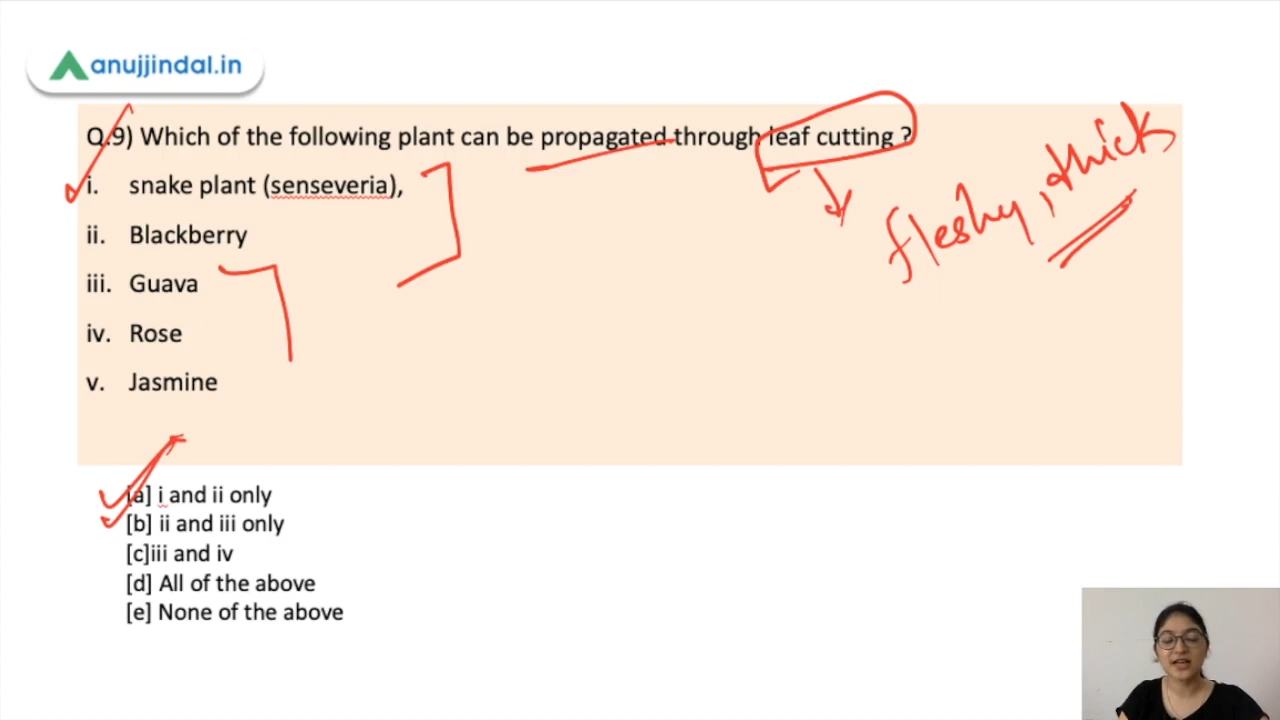 anujjindal.in
Q.9) Which of the following plant can be propagated through leaf cutting ?
i. snake plant (senseveria),
ii. Blackberry
iii. Guava
iv. Rose
v. Jasmine
fleshy, thick
[a] i and ii only
[b] ii and iii only
[c]iii and iv
[d] All of the above
[e] None of the above